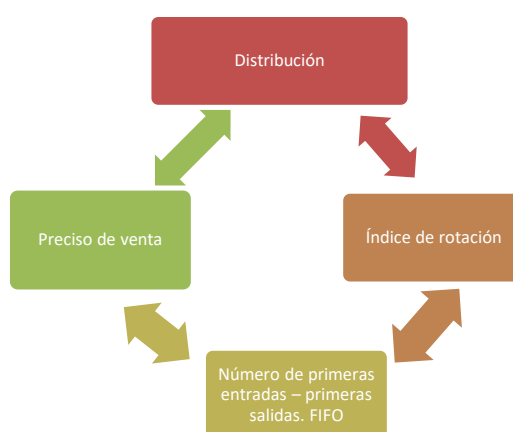 Distribución
Preciso de venta
Índice de rotación
Número de primeras
entradas – primeras
salidas. FIFO